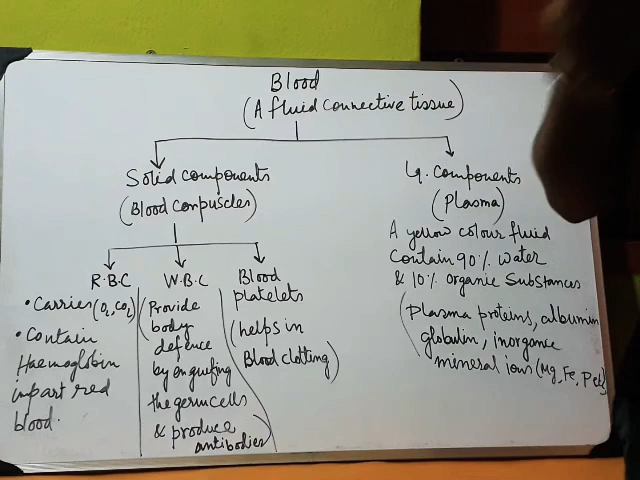 Blood
(A fluid connective tissue)
Solid components
(Blood corpuscles)
Lq. Components
(Plasma)
A yellow colour fluid
Contain 90% water
& 10% organic Substances
(Plasma proteins, albumin
globulin, inorganic
mineral ions (Mg, Fe, P etc)
R.B.C
• Carries (O2, CO2)
• Contain
Haemoglobin
impart red
blood.
W.B.C
(Provide
body
defence
by engulfing
the germcells
& produce
antibodies)
Blood
platelets
(helps in
Blood clotting)